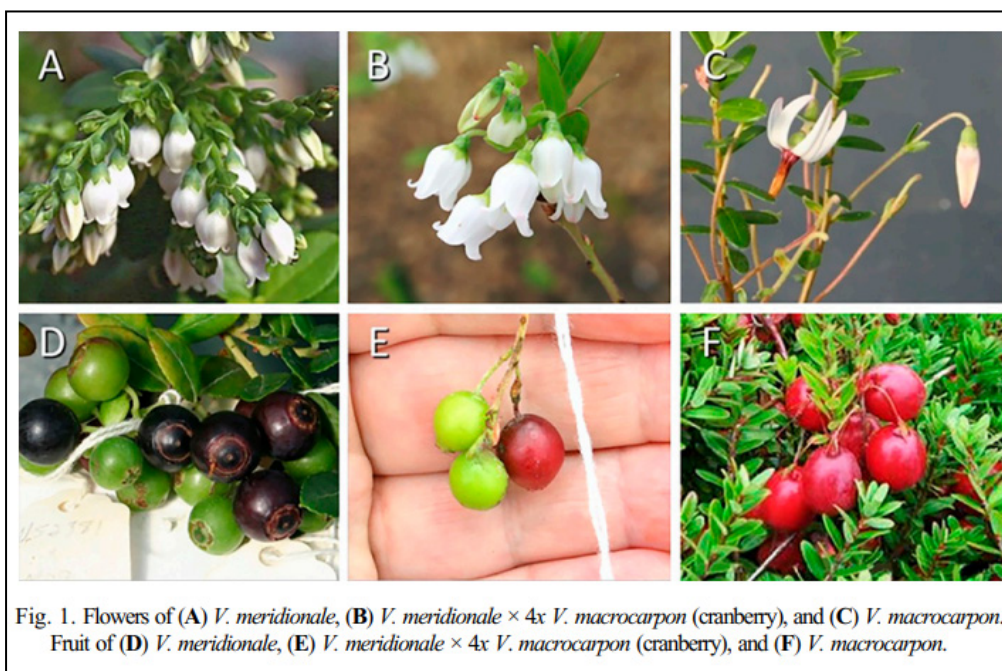 A
B
C
D
E
F
Fig. 1. Flowers of (A) V. meridionale, (B) V. meridionale × 4x V. macrocarpon (cranberry), and (C) V. macrocarpon.
Fruit of (D) V. meridionale, (E) V. meridionale × 4x V. macrocarpon (cranberry), and (F) V. macrocarpon.